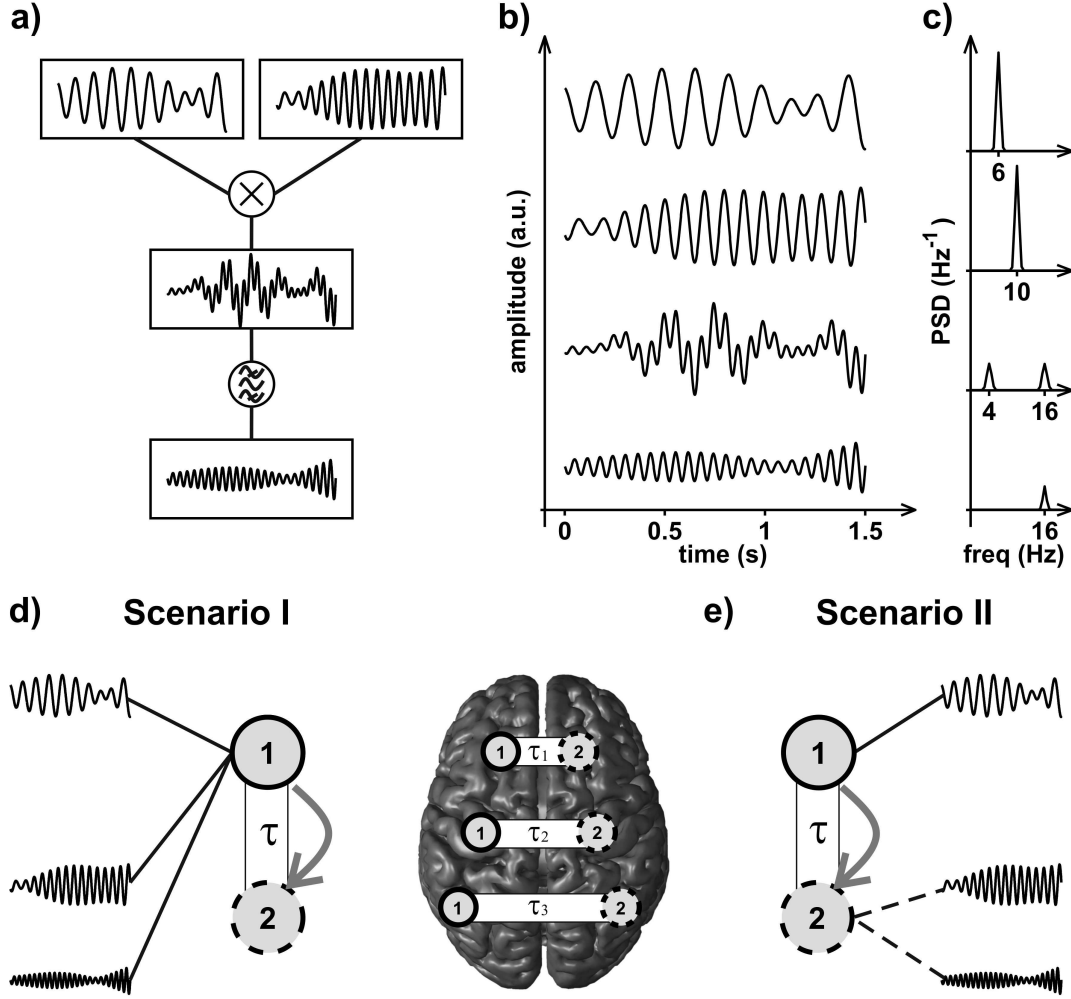 a)
b)
c)
amplitude (a.u.)
0
0.5
1
1.5
time (s)
PSD (Hz⁻¹)
6
10
4
16
16
freq (Hz)
d)
Scenario I
e)
Scenario II
1
τ
2
1
τ₁
2
1
τ₂
2
1
τ₃
2
1
τ
2